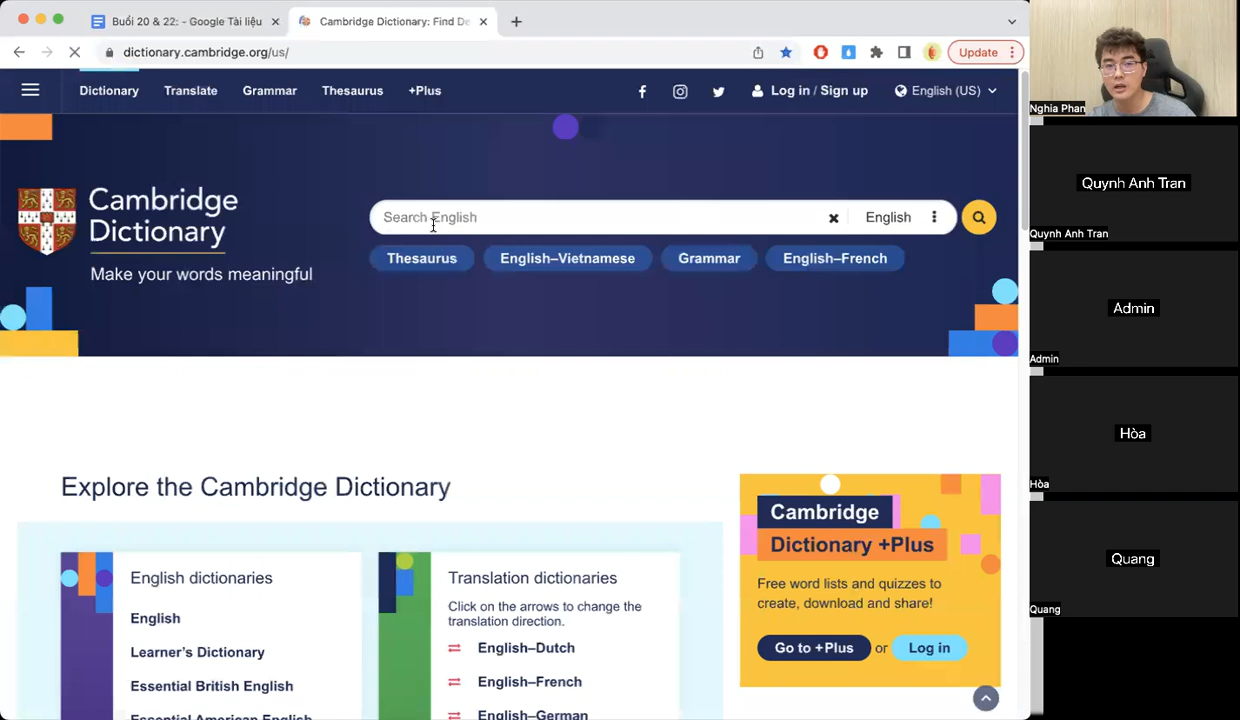 Buổi 20 & 22: - Google Tài liệu
Cambridge Dictionary: Find De
dictionary.cambridge.org/us/
Update
Dictionary
Translate
Grammar
Thesaurus
+Plus
Log in / Sign up
English (US)
Cambridge
Dictionary
Make your words meaningful
Search English
English
Thesaurus
English–Vietnamese
Grammar
English–French
Explore the Cambridge Dictionary
English dictionaries
English
Learner's Dictionary
Essential British English
Essential American English
Translation dictionaries
Click on the arrows to change the
translation direction.
English–Dutch
English–French
English–German
Cambridge
Dictionary +Plus
Free word lists and quizzes to
create, download and share!
Go to +Plus or Log in
Nghia Phan
Quynh Anh Tran
Quynh Anh Tran
Admin
Admin
Hòa
Hòa
Quang
Quang